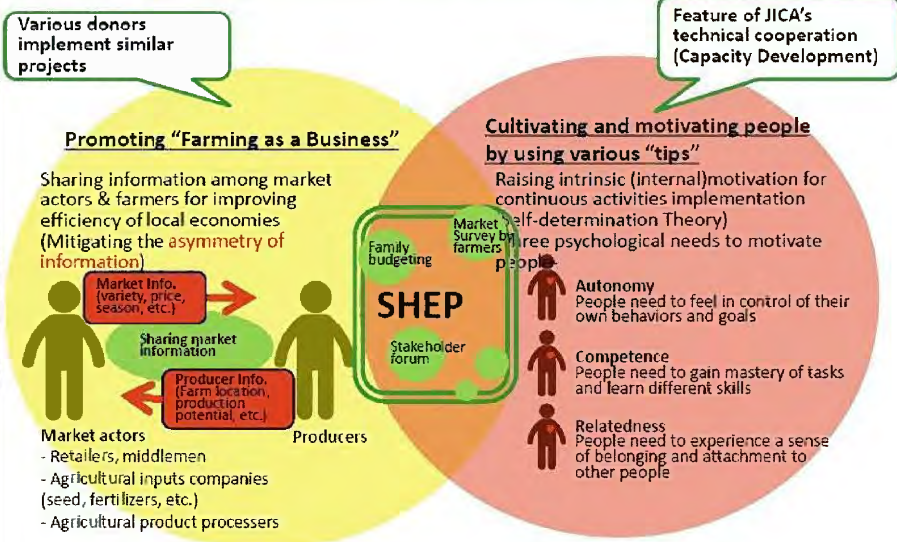 Various donors
implement similar
projects
Feature of JICA's
technical cooperation
(Capacity Development)
Promoting "Farming as a Business"
Sharing information among market
actors & farmers for improving
efficiency of local economies
(Mitigating the asymmetry of
information)
Market Info.
(variety, price,
season, etc.)
Sharing market
information
Producer Info.
(Farm location,
production
potential, etc.)
Market actors
- Retailers, middlemen
- Agricultural inputs companies
(seed, fertilizers, etc.)
- Agricultural product processers
Producers
Family
budgeting
Market
Survey by
farmers
SHEP
Stakeholder
forum
Cultivating and motivating people
by using various "tips"
Raising intrinsic (internal)motivation for
continuous activities implementation
(Self-determination Theory)
Three psychological needs to motivate
people-
Autonomy
People need to feel in control of their
own behaviors and goals
Competence
People need to gain mastery of tasks
and learn different skills
Relatedness
People need to experience a sense
of belonging and attachment to
other people